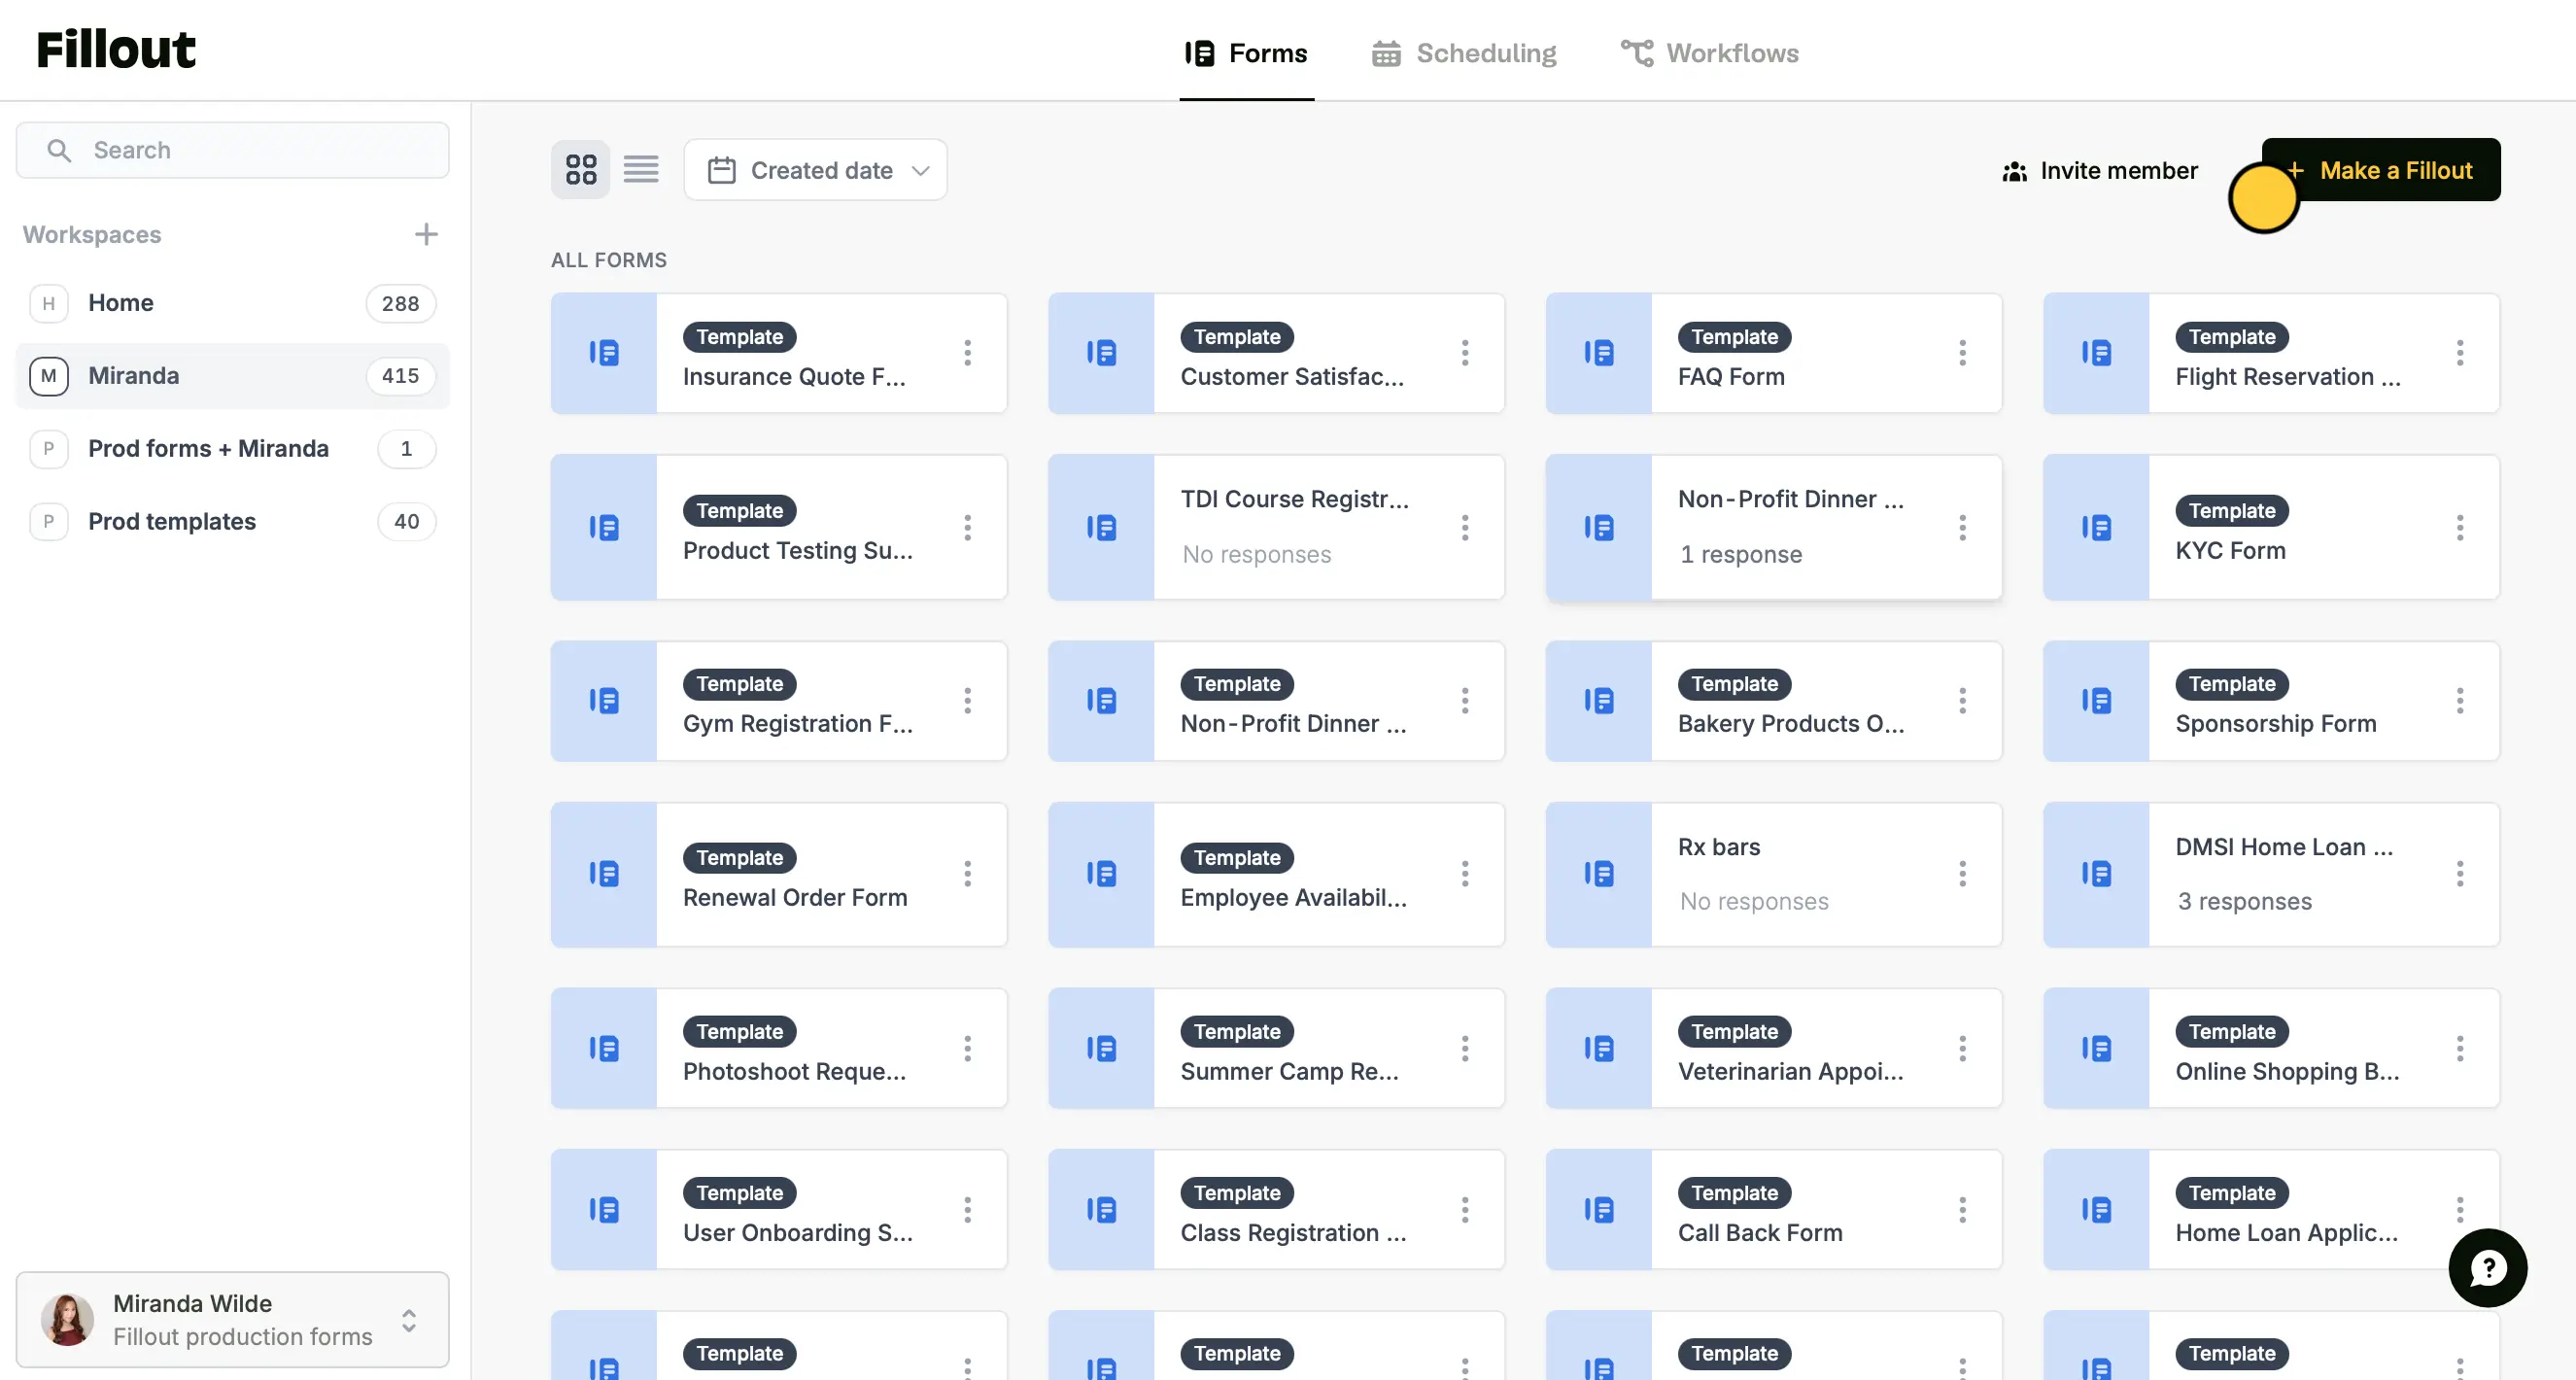 Fillout
Forms
Scheduling
Workflows
Search
Workspaces
H Home 288
M Miranda 415
P Prod forms + Miranda 1
P Prod templates 40
Created date
Invite member
+ Make a Fillout
ALL FORMS
Template
Insurance Quote F...
Template
Customer Satisfac...
Template
FAQ Form
Template
Flight Reservation ...
Template
Product Testing Su...
TDI Course Registr...
No responses
Non-Profit Dinner ...
1 response
Template
KYC Form
Template
Gym Registration F...
Template
Non-Profit Dinner ...
Template
Bakery Products O...
Template
Sponsorship Form
Template
Renewal Order Form
Template
Employee Availabil...
Rx bars
No responses
DMSI Home Loan ...
3 responses
Template
Photoshoot Reque...
Template
Summer Camp Re...
Template
Veterinarian Appoi...
Template
Online Shopping B...
Template
User Onboarding S...
Template
Class Registration ...
Template
Call Back Form
Template
Home Loan Applic...
Template
Template
Template
Template
Miranda Wilde
Fillout production forms
?